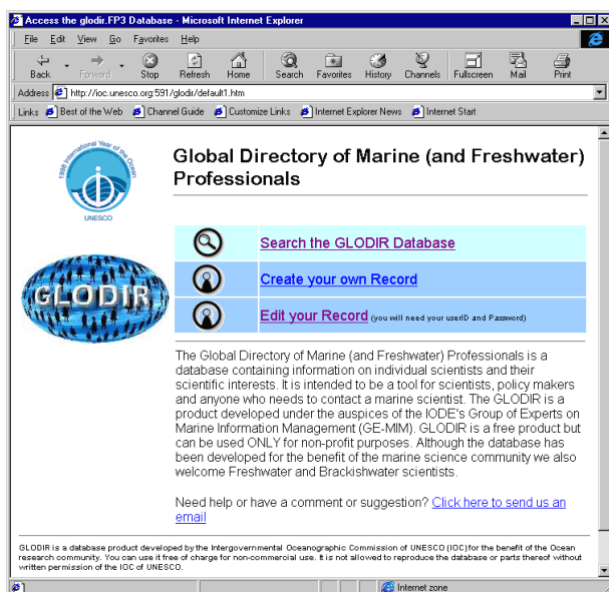 Access the glodir.FP3 Database - Microsoft Internet Explorer
File Edit View Go Favorites Help
Back Forward Stop Refresh Home Search Favorites History Channels Fullscreen Mail Print
Address http://ioc.unesco.org:591/glodir/default1.htm
Links Best of the Web Channel Guide Customize Links Internet Explorer News Internet Start
1998 International Year of the Ocean
UNESCO
Global Directory of Marine (and Freshwater)
Professionals
GLODIR
Search the GLODIR Database
Create your own Record
Edit your Record (you will need your userID and Password)
The Global Directory of Marine (and Freshwater) Professionals is a
database containing information on individual scientists and their
scientific interests. It is intended to be a tool for scientists, policy makers
and anyone who needs to contact a marine scientist. The GLODIR is a
product developed under the auspices of the IODE's Group of Experts on
Marine Information Management (GE-MIM). GLODIR is a free product but
can be used ONLY for non-profit purposes. Although the database has
been developed for the benefit of the marine science community we also
welcome Freshwater and Brackishwater scientists.
Need help or have a comment or suggestion? Click here to send us an
email
GLODIR is a database product developed by the Intergovernmental Oceanographic Commission of UNESCO (IOC)for the benefit of the Ocean
research community. You can use it free of charge for non-commercial use. It is not allowed to reproduce the database or parts thereof without
written permission of the IOC of UNESCO.
Internet zone